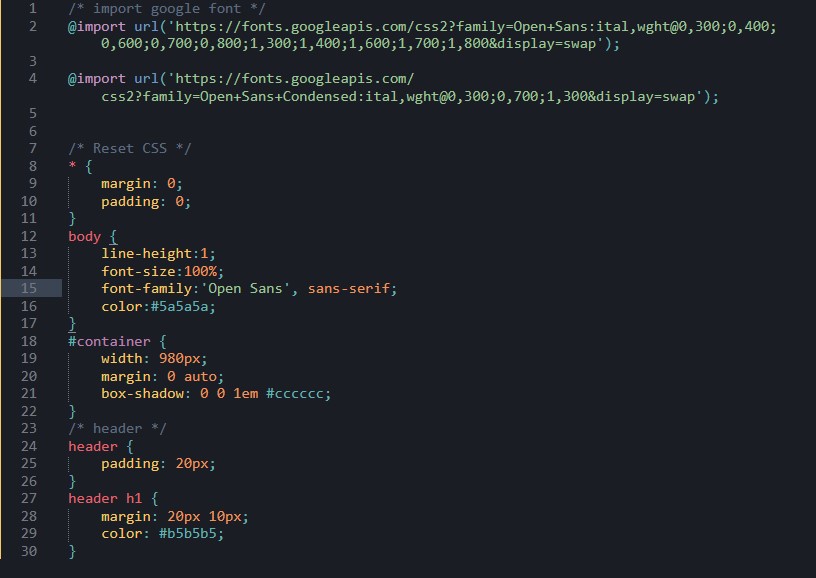 1 /* import google font */
2 @import url('https://fonts.googleapis.com/css2?family=Open+Sans:ital,wght@0,300;0,400;
0,600;0,700;0,800;1,300;1,400;1,600;1,700;1,800&display=swap');
3
4 @import url('https://fonts.googleapis.com/
css2?family=Open+Sans+Condensed:ital,wght@0,300;0,700;1,300&display=swap');
5
6
7 /* Reset CSS */
8 * {
9 margin: 0;
10 padding: 0;
11 }
12 body {
13 line-height:1;
14 font-size:100%;
15 font-family:'Open Sans', sans-serif;
16 color:#5a5a5a;
17 }
18 #container {
19 width: 980px;
20 margin: 0 auto;
21 box-shadow: 0 0 1em #cccccc;
22 }
23 /* header */
24 header {
25 padding: 20px;
26 }
27 header h1 {
28 margin: 20px 10px;
29 color: #b5b5b5;
30 }